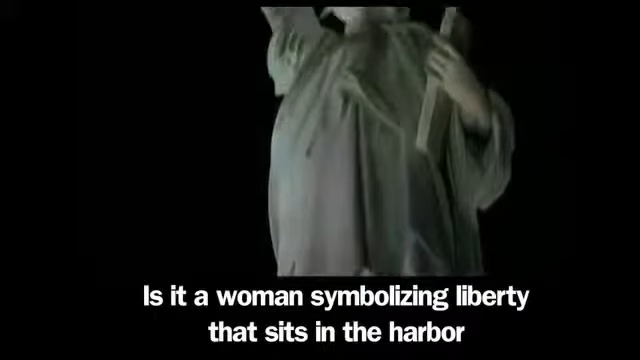 Is it a woman symbolizing liberty
that sits in the harbor